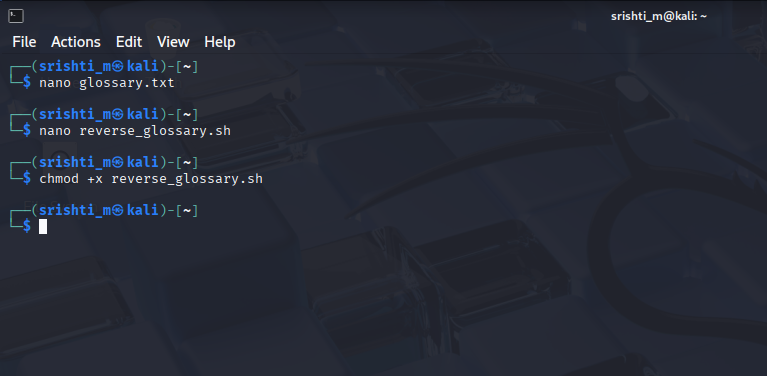 srishti_m@kali: ~
File Actions Edit View Help
┌──(srishti_m㉿kali)-[~]
└─$ nano glossary.txt
┌──(srishti_m㉿kali)-[~]
└─$ nano reverse_glossary.sh
┌──(srishti_m㉿kali)-[~]
└─$ chmod +x reverse_glossary.sh
┌──(srishti_m㉿kali)-[~]
└─$